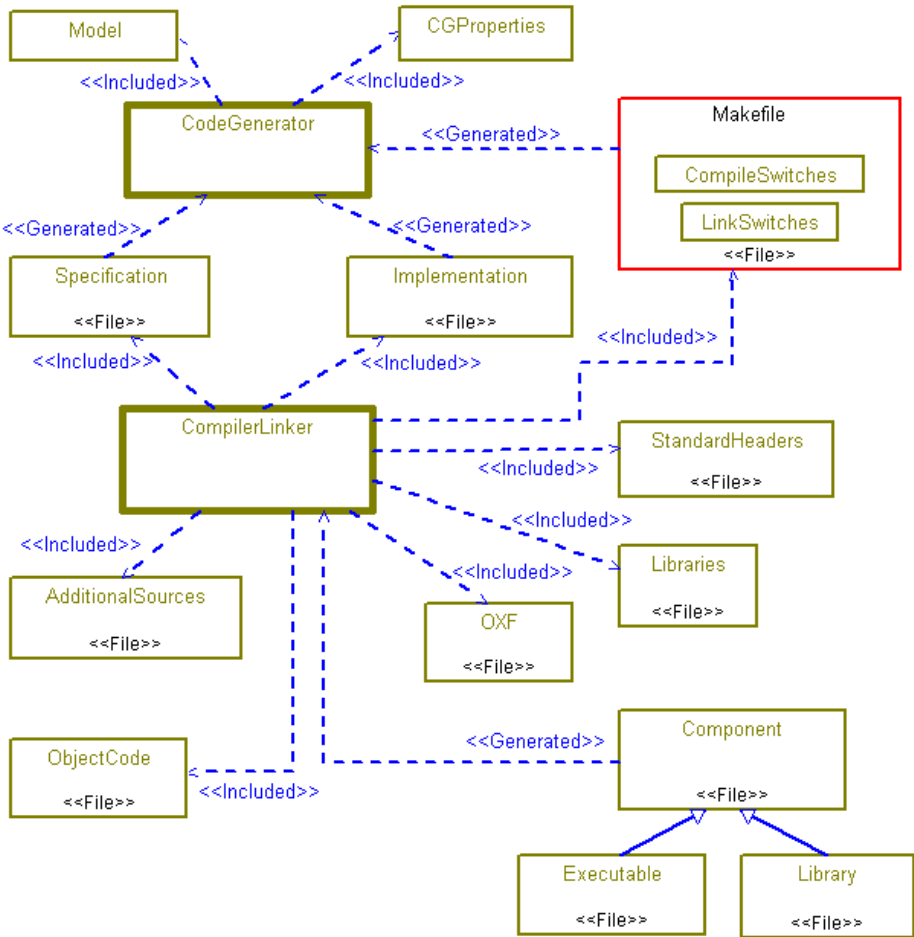 Model
CGProperties
<<Included>>
<<Included>>
CodeGenerator
<<Generated>>
Makefile
CompileSwitches
LinkSwitches
<<File>>
<<Generated>>
<<Generated>>
Specification
<<File>>
Implementation
<<File>>
<<Included>>
<<Included>>
<<Included>>
CompilerLinker
StandardHeaders
<<File>>
<<Included>>
<<Included>>
<<Included>>
<<Included>>
Libraries
<<File>>
AdditionalSources
<<File>>
OXF
<<File>>
ObjectCode
<<File>>
<<Included>>
<<Generated>>
Component
<<File>>
Executable
<<File>>
Library
<<File>>